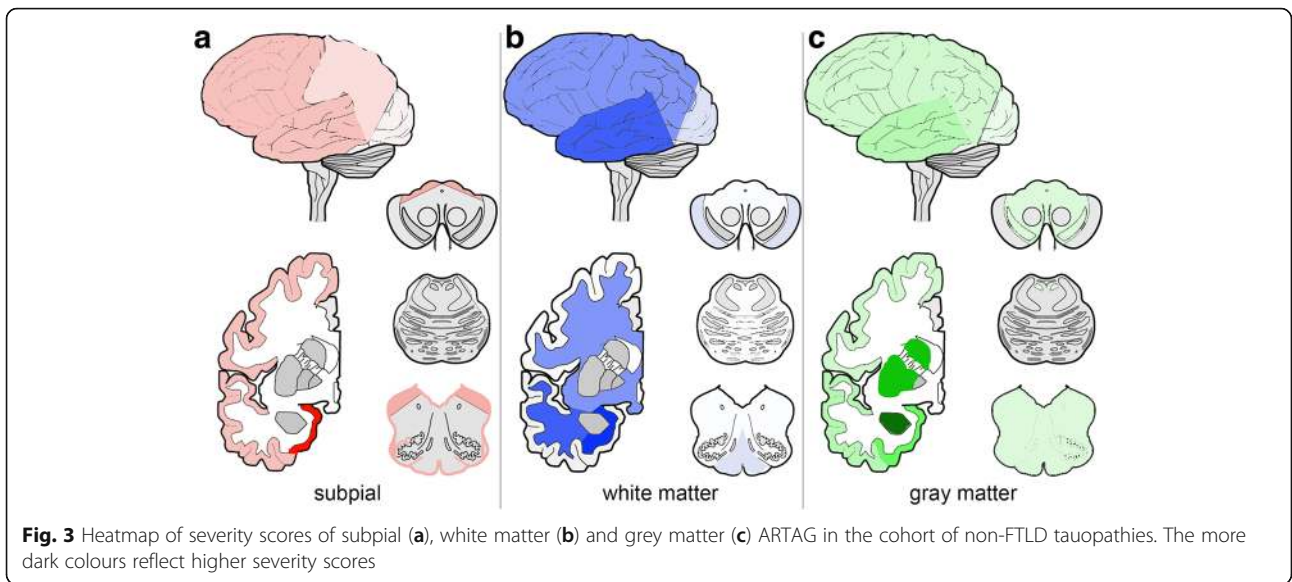 a
b
c
subpial
white matter
gray matter
Fig. 3 Heatmap of severity scores of subpial (a), white matter (b) and grey matter (c) ARTAG in the cohort of non-FTLD tauopathies. The more
dark colours reflect higher severity scores